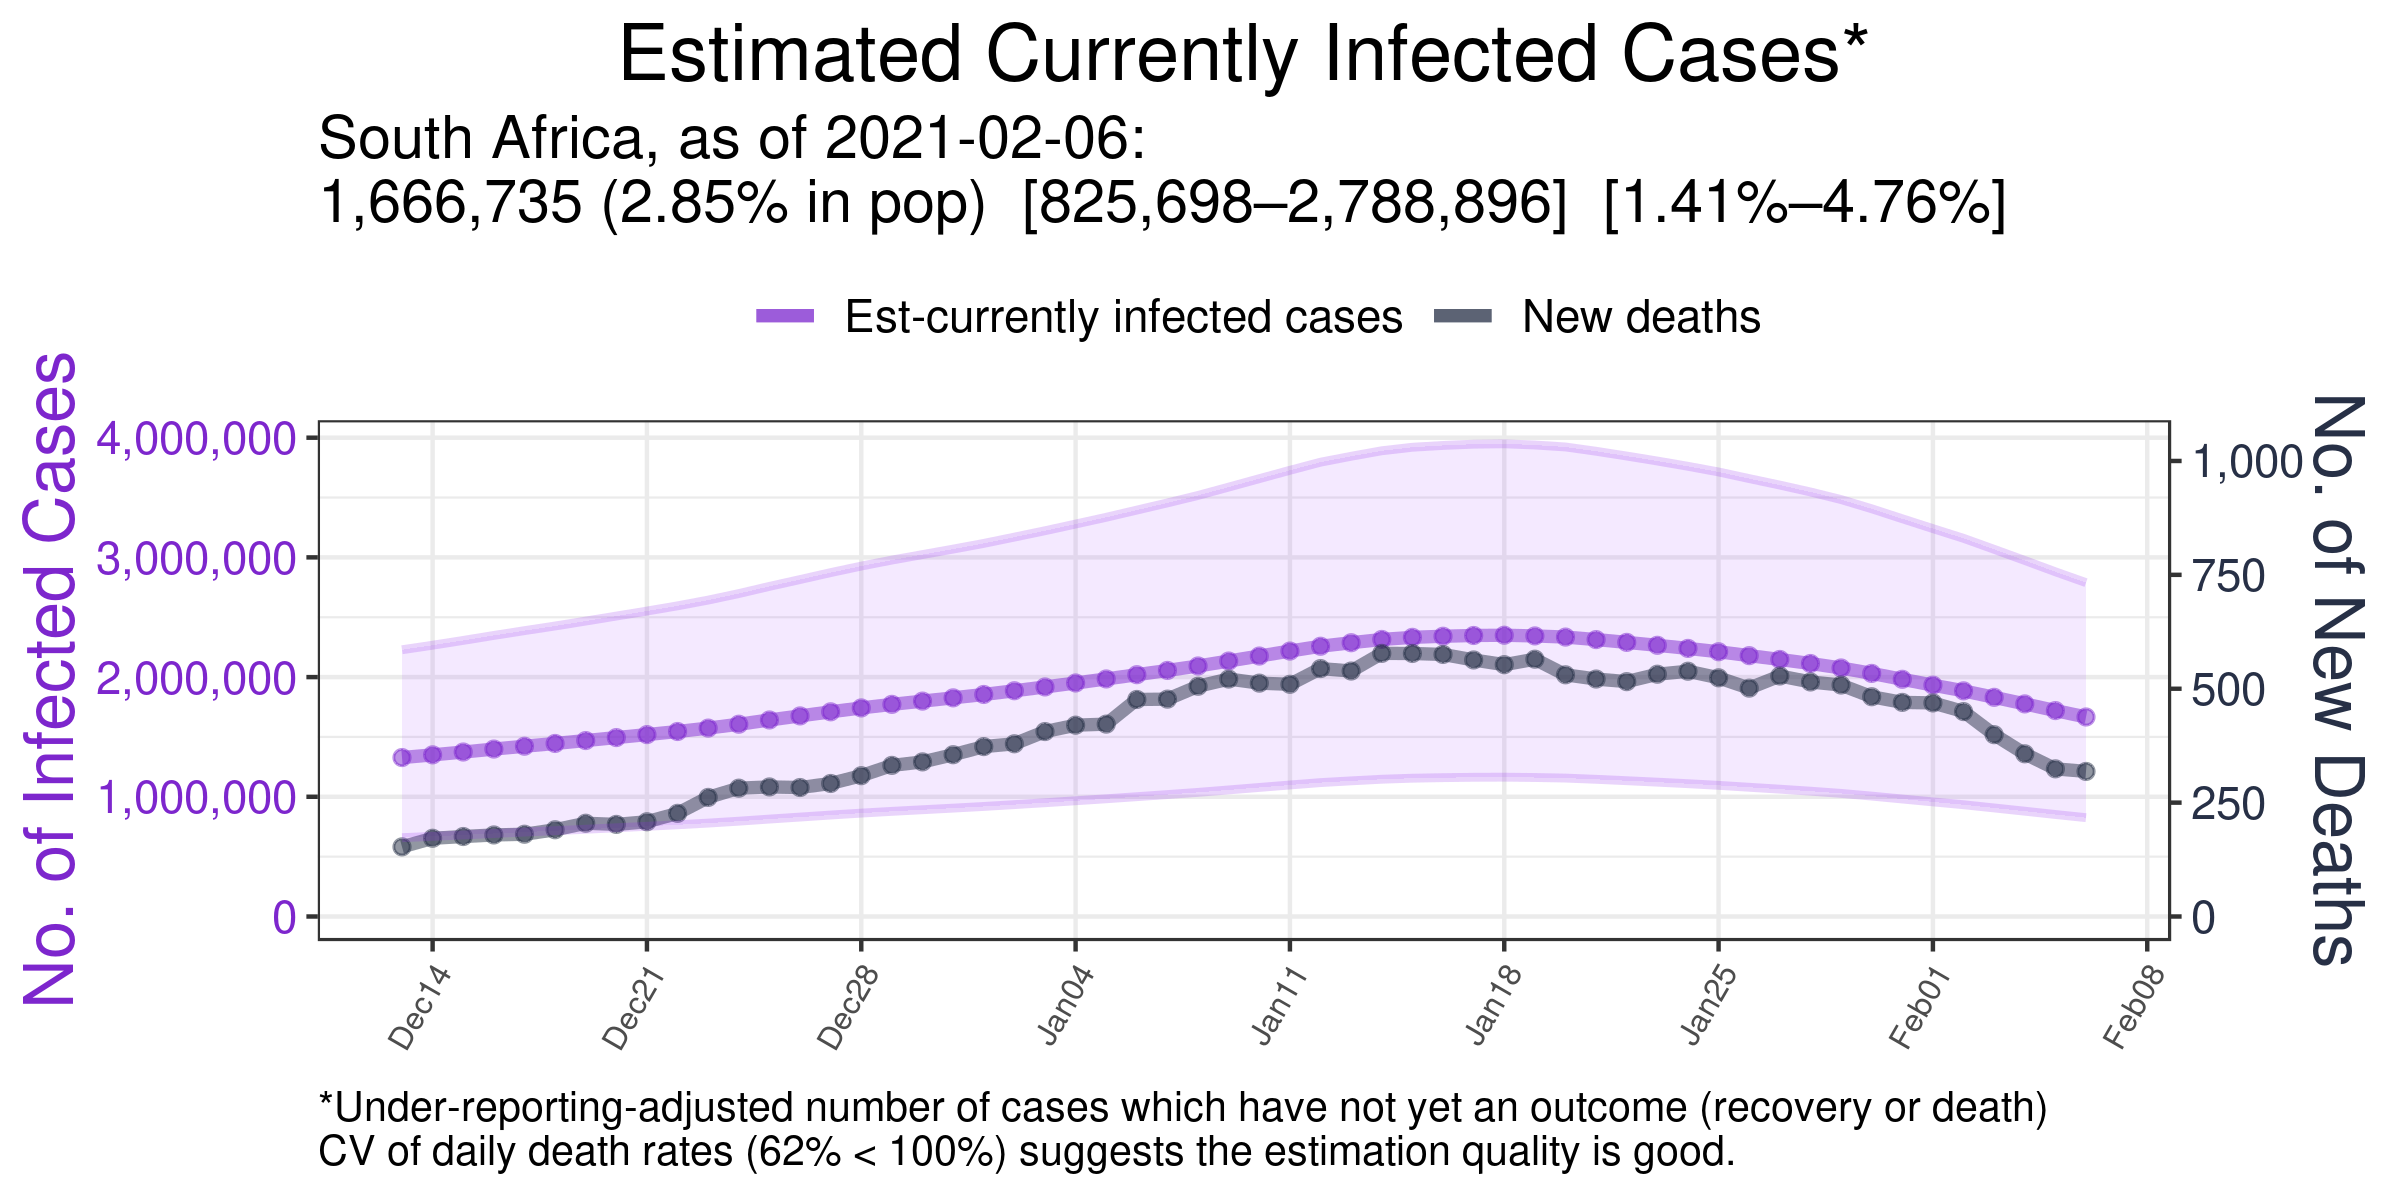 Estimated Currently Infected Cases*
South Africa, as of 2021-02-06:
1,666,735 (2.85% in pop)  [825,698–2,788,896]  [1.41%–4.76%]
Est-currently infected cases
New deaths
No. of Infected Cases
4,000,000
3,000,000
2,000,000
1,000,000
0
1,000
750
500
250
0
No. of New Deaths
Dec14
Dec21
Dec28
Jan04
Jan11
Jan18
Jan25
Feb01
Feb08
*Under-reporting-adjusted number of cases which have not yet an outcome (recovery or death)
CV of daily death rates (62% < 100%) suggests the estimation quality is good.